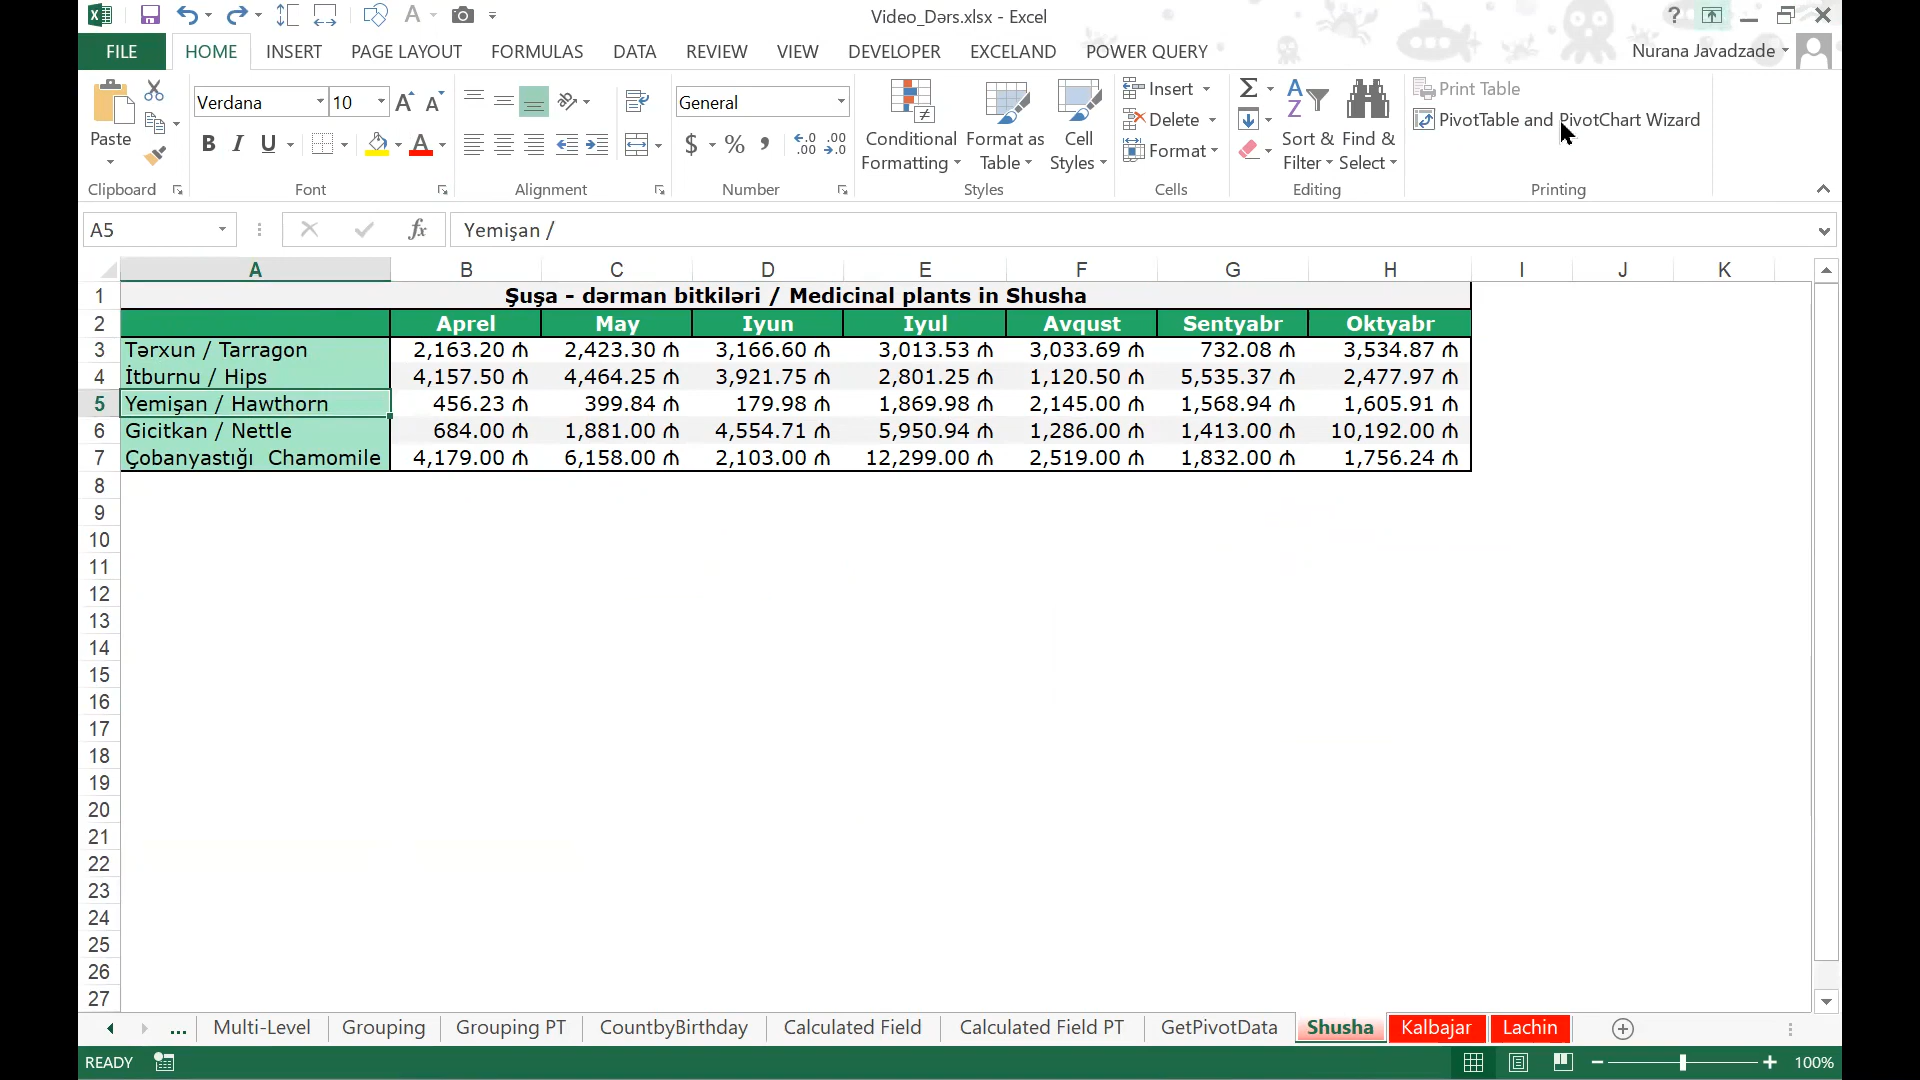 Video_Dərs.xlsx - Excel
?
FILE HOME INSERT PAGE LAYOUT FORMULAS DATA REVIEW VIEW DEVELOPER EXCELAND POWER QUERY Nurana Javadzade
Paste
Clipboard
Verdana 10
B I U
Font
Alignment
General
$ %
Number
Conditional Formatting
Format as Table
Cell Styles
Styles
Insert
Delete
Format
Cells
Sort & Filter
Find & Select
Editing
Print Table
PivotTable and PivotChart Wizard
Printing
A5 fx Yemişan /
A B C D E F G H I J K
1 Şuşa - dərman bitkiləri / Medicinal plants in Shusha
2 Aprel May Iyun Iyul Avqust Sentyabr Oktyabr
3 Tərxun / Tarragon 2,163.20 ₼ 2,423.30 ₼ 3,166.60 ₼ 3,013.53 ₼ 3,033.69 ₼ 732.08 ₼ 3,534.87 ₼
4 İtburnu / Hips 4,157.50 ₼ 4,464.25 ₼ 3,921.75 ₼ 2,801.25 ₼ 1,120.50 ₼ 5,535.37 ₼ 2,477.97 ₼
5 Yemişan / Hawthorn 456.23 ₼ 399.84 ₼ 179.98 ₼ 1,869.98 ₼ 2,145.00 ₼ 1,568.94 ₼ 1,605.91 ₼
6 Gicitkan / Nettle 684.00 ₼ 1,881.00 ₼ 4,554.71 ₼ 5,950.94 ₼ 1,286.00 ₼ 1,413.00 ₼ 10,192.00 ₼
7 Çobanyastığı Chamomile 4,179.00 ₼ 6,158.00 ₼ 2,103.00 ₼ 12,299.00 ₼ 2,519.00 ₼ 1,832.00 ₼ 1,756.24 ₼
8
9
10
11
12
13
14
15
16
17
18
19
20
21
22
23
24
25
26
27
... Multi-Level Grouping Grouping PT CountbyBirthday Calculated Field Calculated Field PT GetPivotData Shusha Kalbajar Lachin
READY 100%